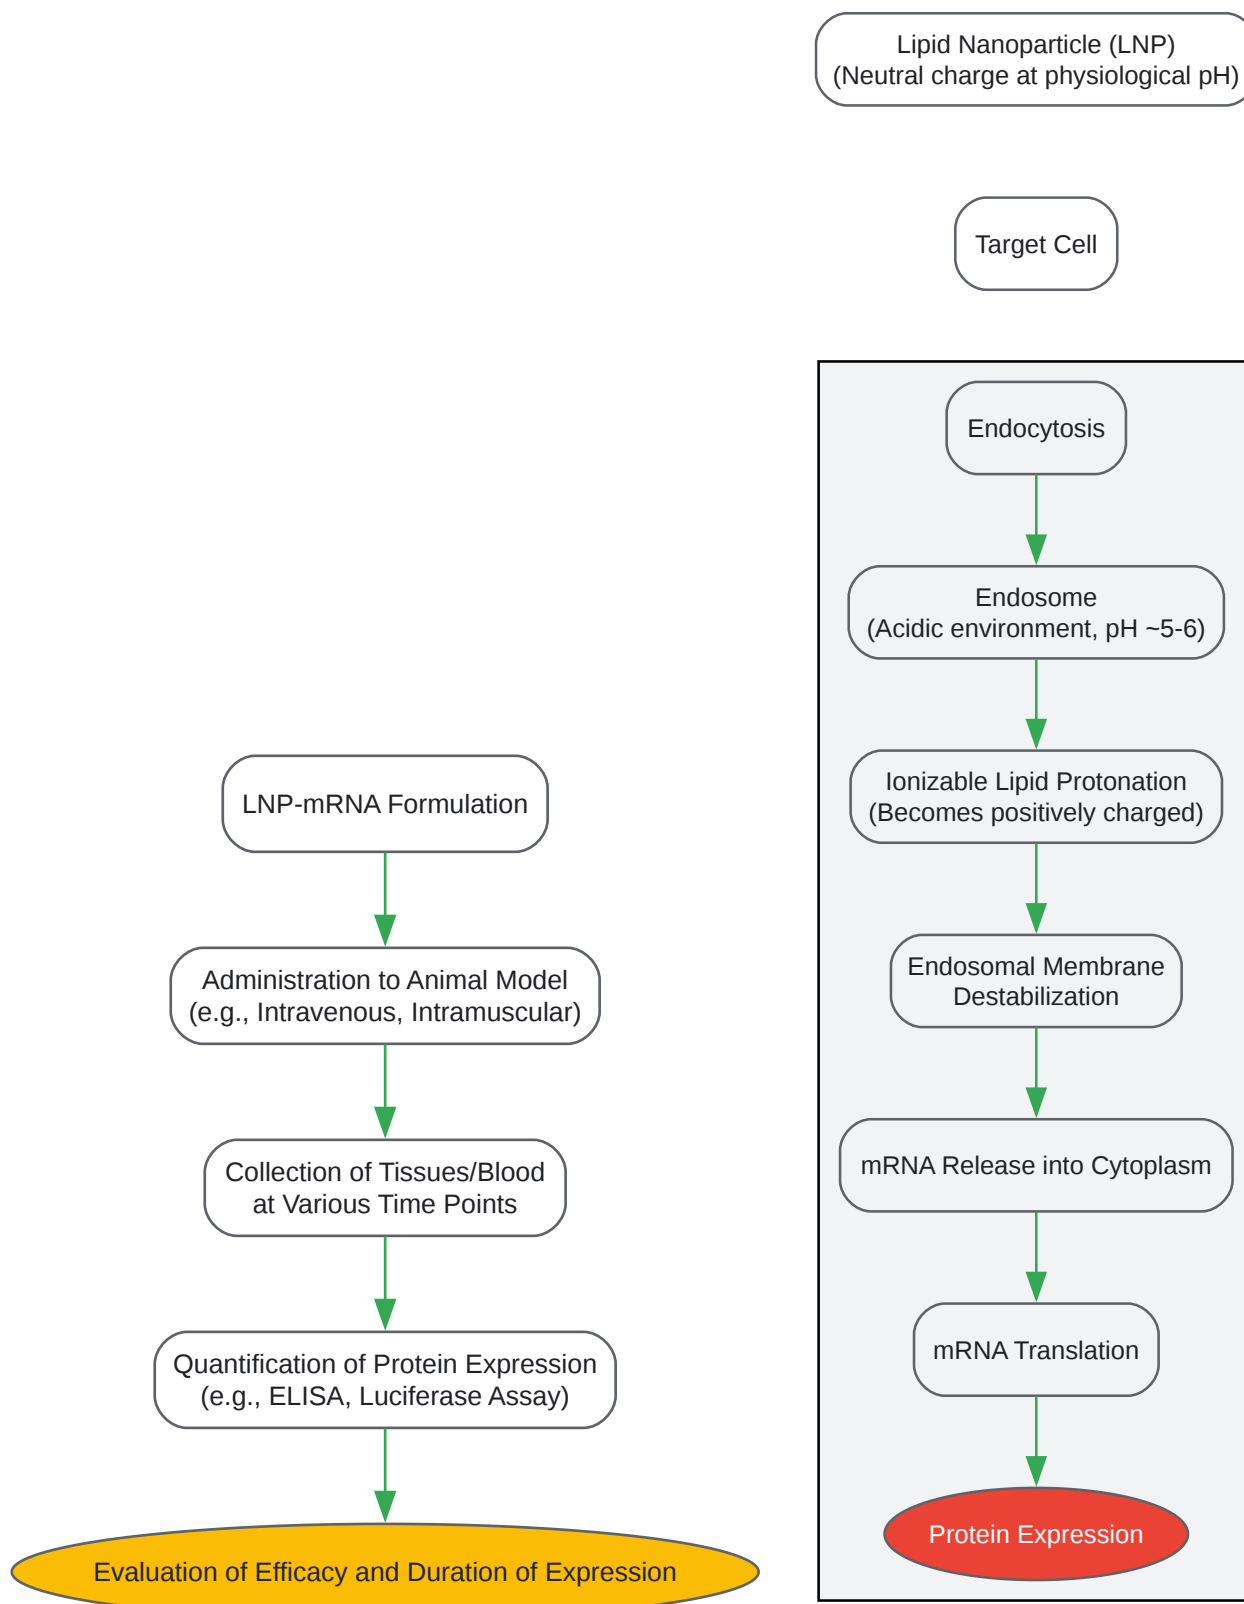 Lipid Nanoparticle (LNP)
(Neutral charge at physiological pH)
Target Cell
Endocytosis
Endosome
(Acidic environment, pH ~5-6)
Ionizable Lipid Protonation
(Becomes positively charged)
Endosomal Membrane
Destabilization
mRNA Release into Cytoplasm
mRNA Translation
Protein Expression
LNP-mRNA Formulation
Administration to Animal Model
(e.g., Intravenous, Intramuscular)
Collection of Tissues/Blood
at Various Time Points
Quantification of Protein Expression
(e.g., ELISA, Luciferase Assay)
Evaluation of Efficacy and Duration of Expression